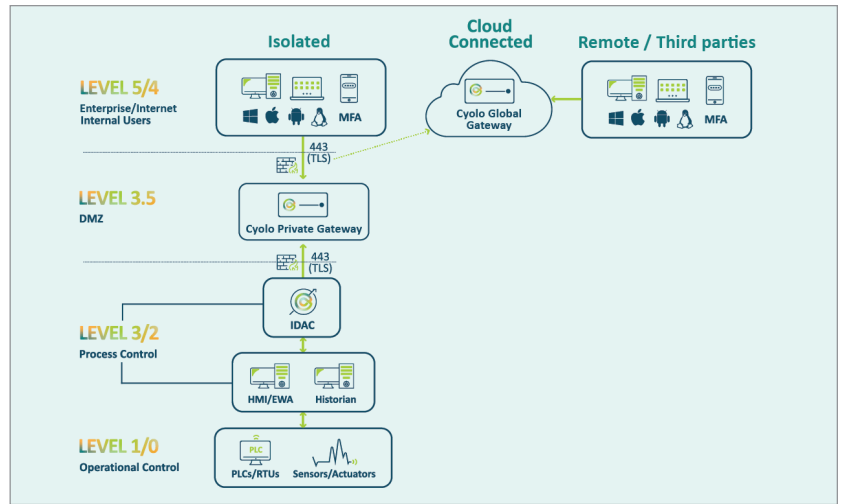 Isolated
Cloud
Connected
Remote / Third parties
LEVEL 5/4
Enterprise/Internet
Internal Users
MFA
Cyolo Global
Gateway
MFA
443
(TLS)
LEVEL 3.5
DMZ
Cyolo Private Gateway
443
(TLS)
IDAC
LEVEL 3/2
Process Control
HMI/EWA
Historian
LEVEL 1/0
Operational Control
PLC
PLCs/RTUs
Sensors/Actuators